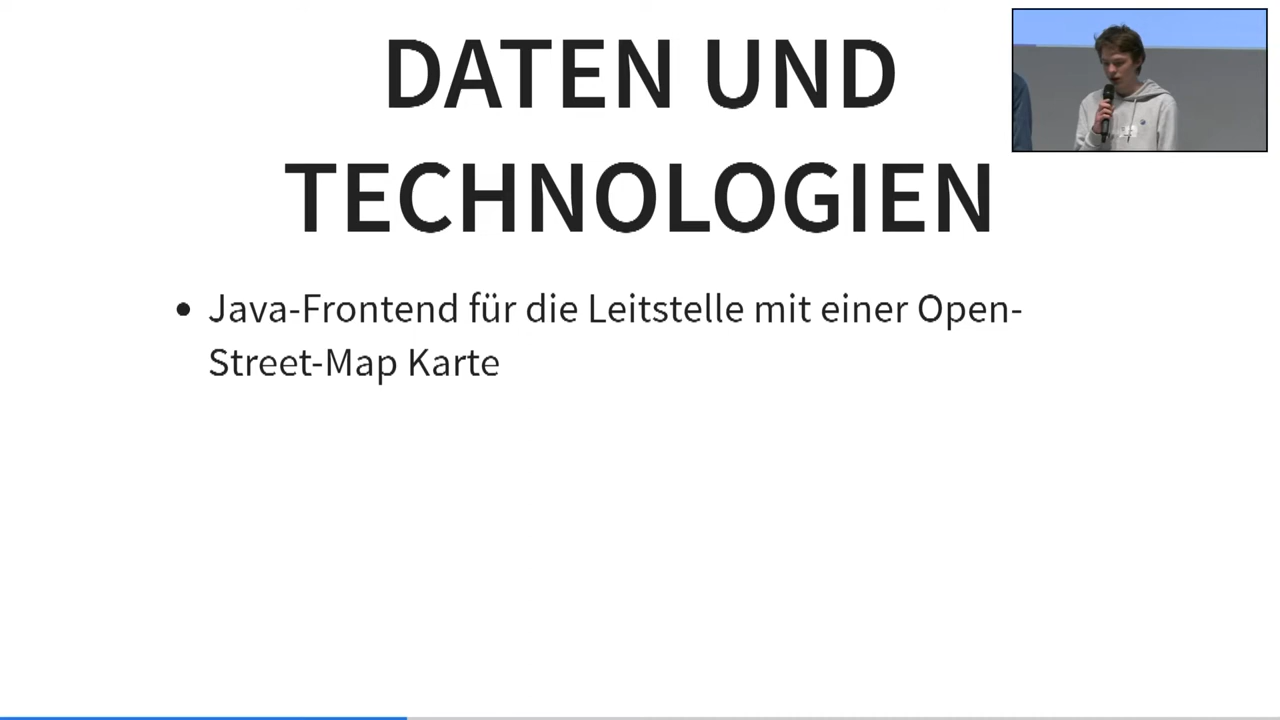 DATEN UND
TECHNOLOGIEN
• Java-Frontend für die Leitstelle mit einer Open-
Street-Map Karte